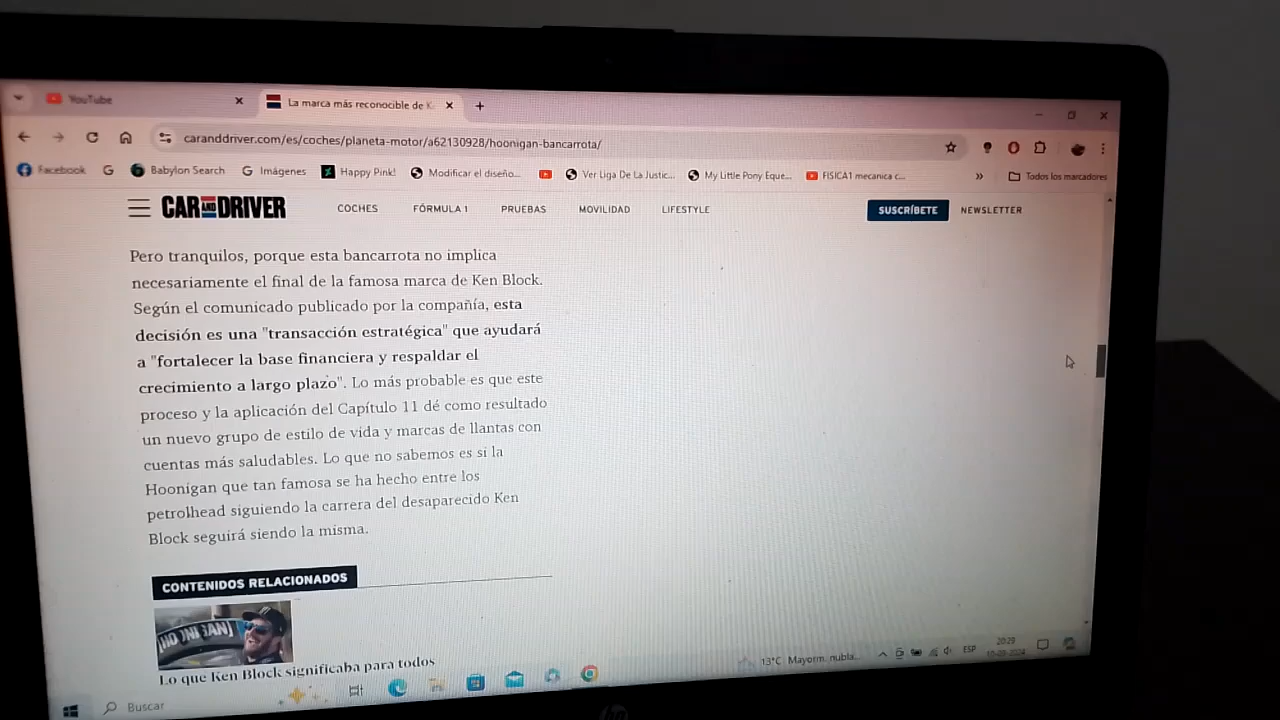 YouTube
La marca más reconocible de K
caranddriver.com/es/coches/planeta-motor/a62130928/hoonigan-bancarrota/
Facebook
G
Babylon Search
G Imágenes
Happy Pink!
Modificar el diseño...
Ver Liga De La Justic...
My Little Pony Eque...
FISICA1 mecanica c...
»
Todos los marcadores
CAR AND DRIVER
COCHES
FÓRMULA 1
PRUEBAS
MOVILIDAD
LIFESTYLE
SUSCRÍBETE
NEWSLETTER
Pero tranquilos, porque esta bancarrota no implica
necesariamente el final de la famosa marca de Ken Block.
Según el comunicado publicado por la compañía, esta
decisión es una "transacción estratégica" que ayudará
a "fortalecer la base financiera y respaldar el
crecimiento a largo plazo". Lo más probable es que este
proceso y la aplicación del Capítulo 11 dé como resultado
un nuevo grupo de estilo de vida y marcas de llantas con
cuentas más saludables. Lo que no sabemos es si la
Hoonigan que tan famosa se ha hecho entre los
petrolhead siguiendo la carrera del desaparecido Ken
Block seguirá siendo la misma.
CONTENIDOS RELACIONADOS
Lo que Ken Block significaba para todos
Buscar
13°C Mayorm. nubla...
ESP
20:29
hp